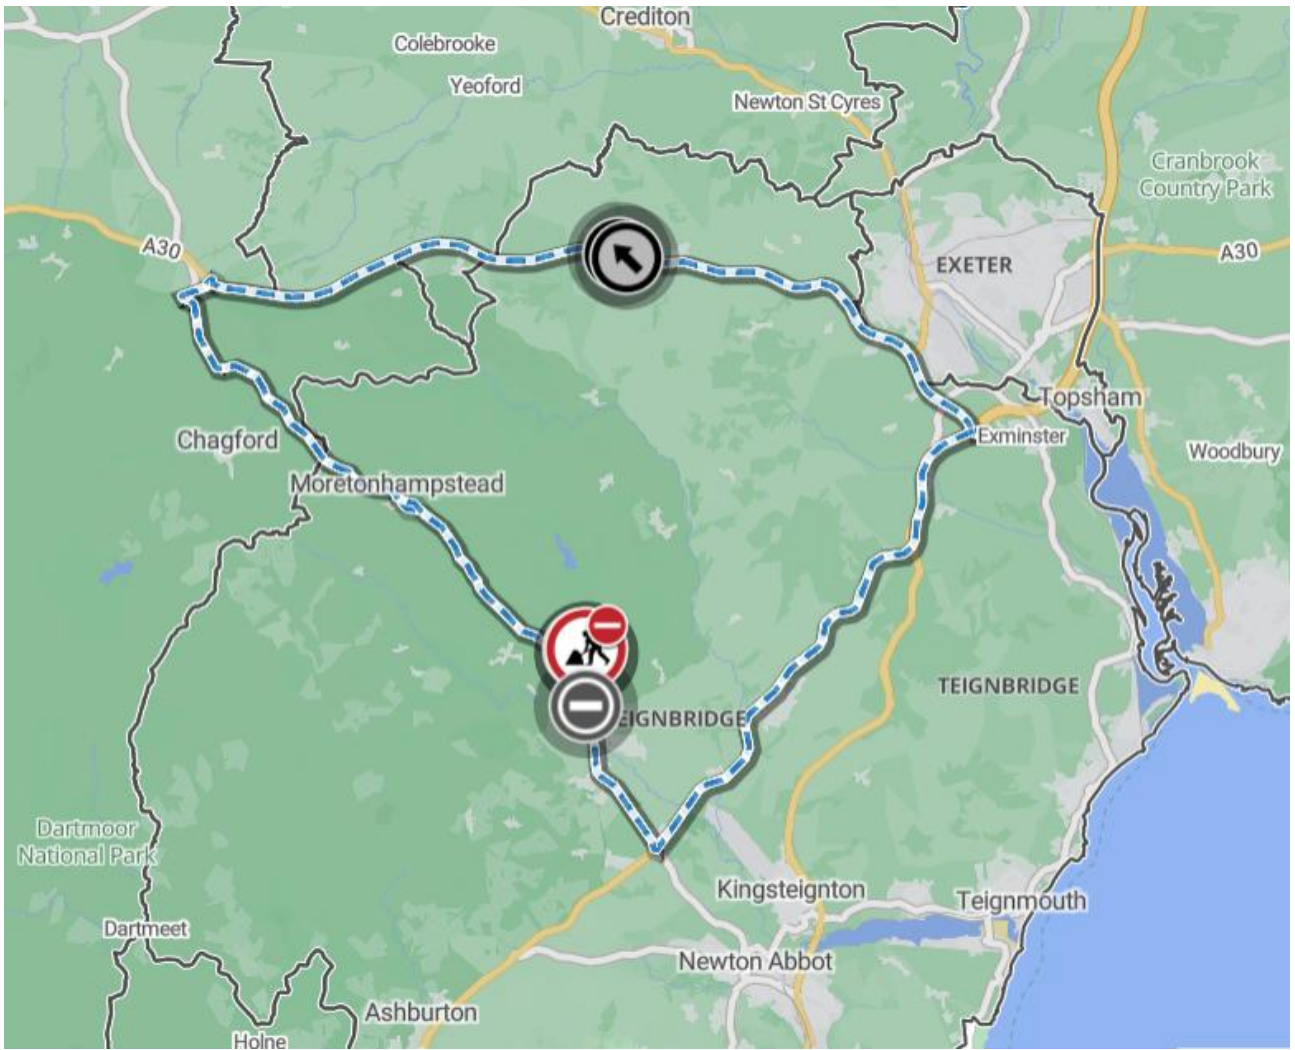 Crediton
Colebrooke
Yeoford
Newton St Cyres
Cranbrook
Country Park
A30
A30
EXETER
Topsham
Exminster
Woodbury
Chagford
Moretonhampstead
TEIGNBRIDGE
EIGNBRIDGE
Dartmoor
National Park
Kingsteignton
Teignmouth
Dartmeet
Newton Abbot
Ashburton
Holne